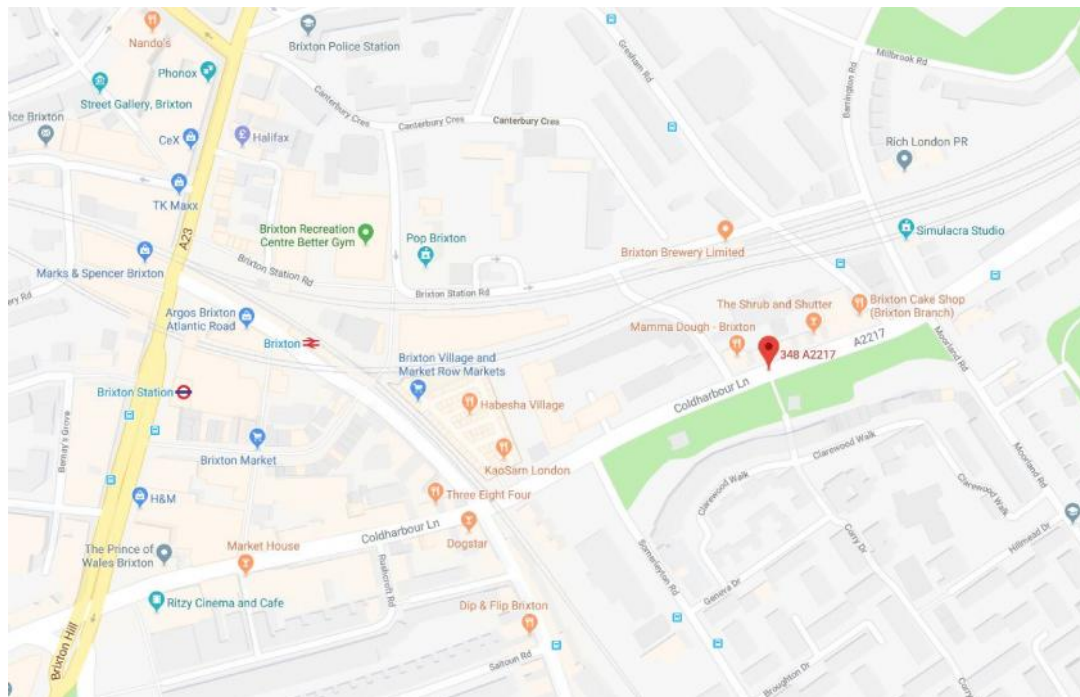 Nando's
Brixton Police Station
Gresham Rd
Millbrook Rd
Phonox
Street Gallery, Brixton
Canterbury Cres
Canterbury Cres
Canterbury Cres
Barrington Rd
ice Brixton
CeX
Halifax
Rich London PR
TK Maxx
A23
Brixton Recreation
Centre Better Gym
Pop Brixton
Simulacra Studio
Brixton Brewery Limited
Marks & Spencer Brixton
Brixton Station Rd
Brixton Station Rd
ery Rd
Argos Brixton
Atlantic Road
The Shrub and Shutter
Brixton Cake Shop
(Brixton Branch)
Mamma Dough - Brixton
Brixton
348 A2217
A2217
Moorland Rd
Brixton Village and
Market Row Markets
Coldharbour Ln
Brixton Station
Habesha Village
Bernay's Grove
Brixton Market
KaoSarn London
Clarewood Walk
Clarewood Walk
Clarewood Walk
Moorland Rd
H&M
Three Eight Four
Coldharbour Ln
Dogstar
Market House
The Prince of
Wales Brixton
Rushcroft Rd
Somerleyton Rd
Corry Dr
Hillmead Dr
Geneva Dr
Ritzy Cinema and Cafe
Dip & Flip Brixton
Brixton Hill
Saltoun Rd
Broughton Dr